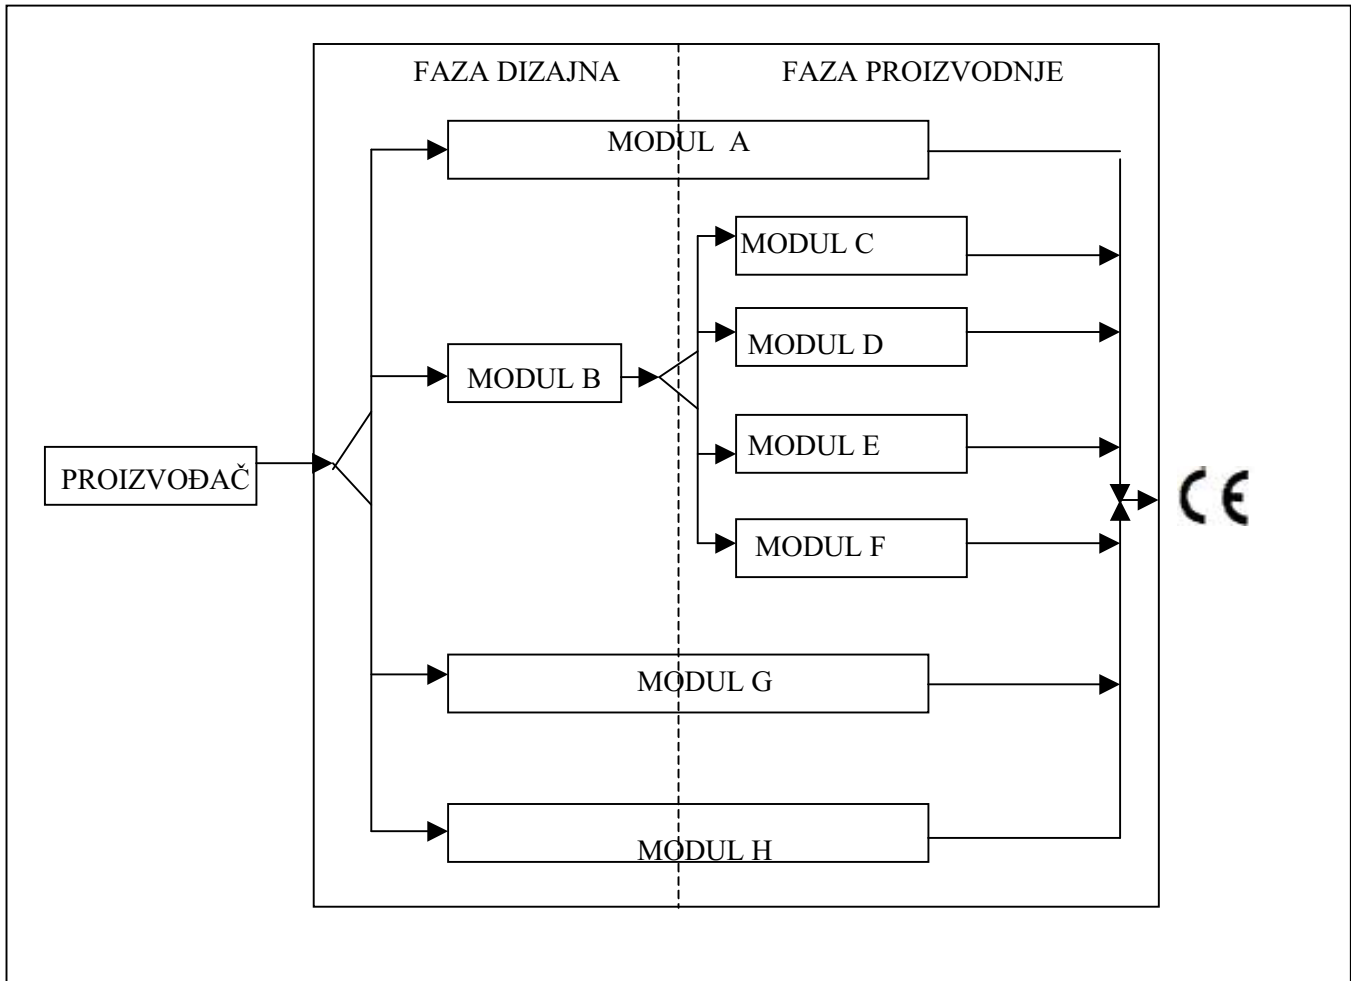 FAZA DIZAJNA
FAZA PROIZVODNJE
MODUL A
MODUL C
MODUL D
MODUL B
MODUL E
PROIZVOĐAČ
CE
MODUL F
MODUL G
MODUL H